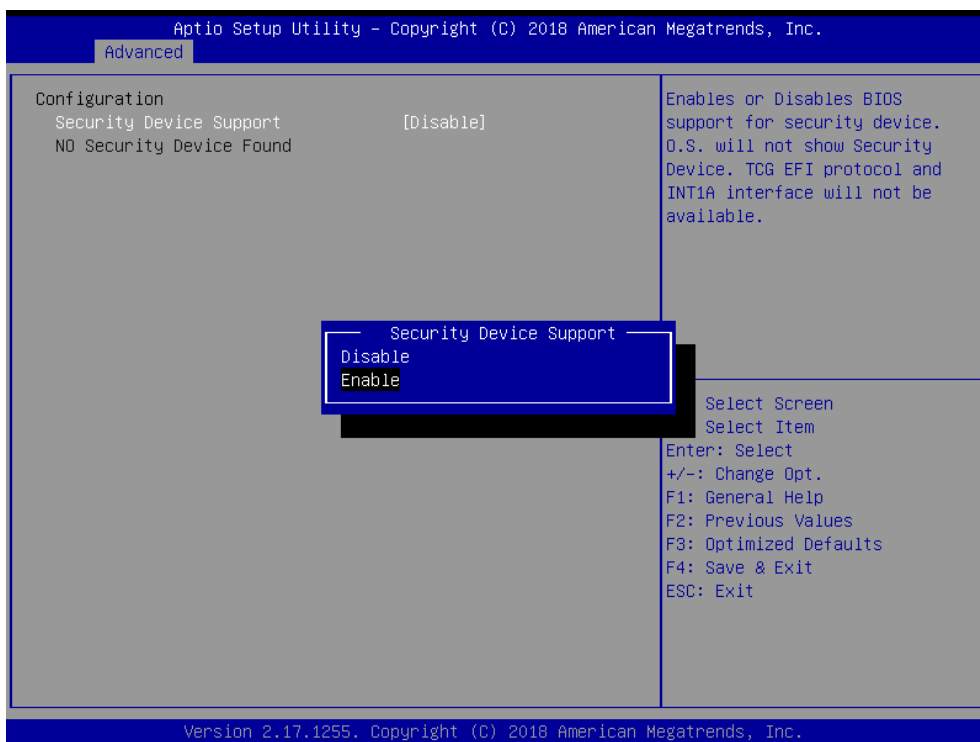 Aptio Setup Utility – Copyright (C) 2018 American Megatrends, Inc.
Advanced
Configuration
Security Device Support [Disable]
NO Security Device Found
Enables or Disables BIOS
support for security device.
O.S. will not show Security
Device. TCG EFI protocol and
INT1A interface will not be
available.
Security Device Support
Disable
Enable
Select Screen
Select Item
Enter: Select
+/-: Change Opt.
F1: General Help
F2: Previous Values
F3: Optimized Defaults
F4: Save & Exit
ESC: Exit
Version 2.17.1255. Copyright (C) 2018 American Megatrends, Inc.